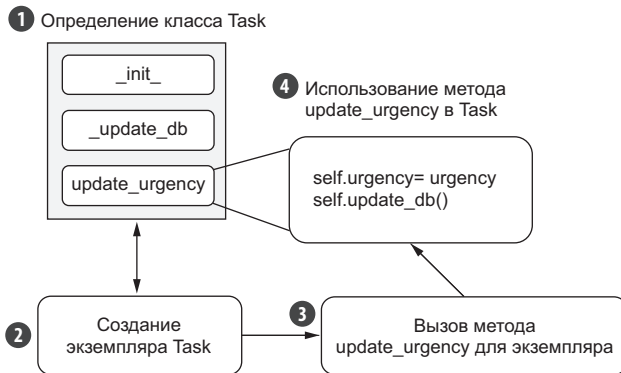 1 Определение класса Task
_init_
_update_db
update_urgency
4 Использование метода
update_urgency в Task
self.urgency= urgency
self.update_db()
2 Создание
экземпляра Task
3 Вызов метода
update_urgency для экземпляра